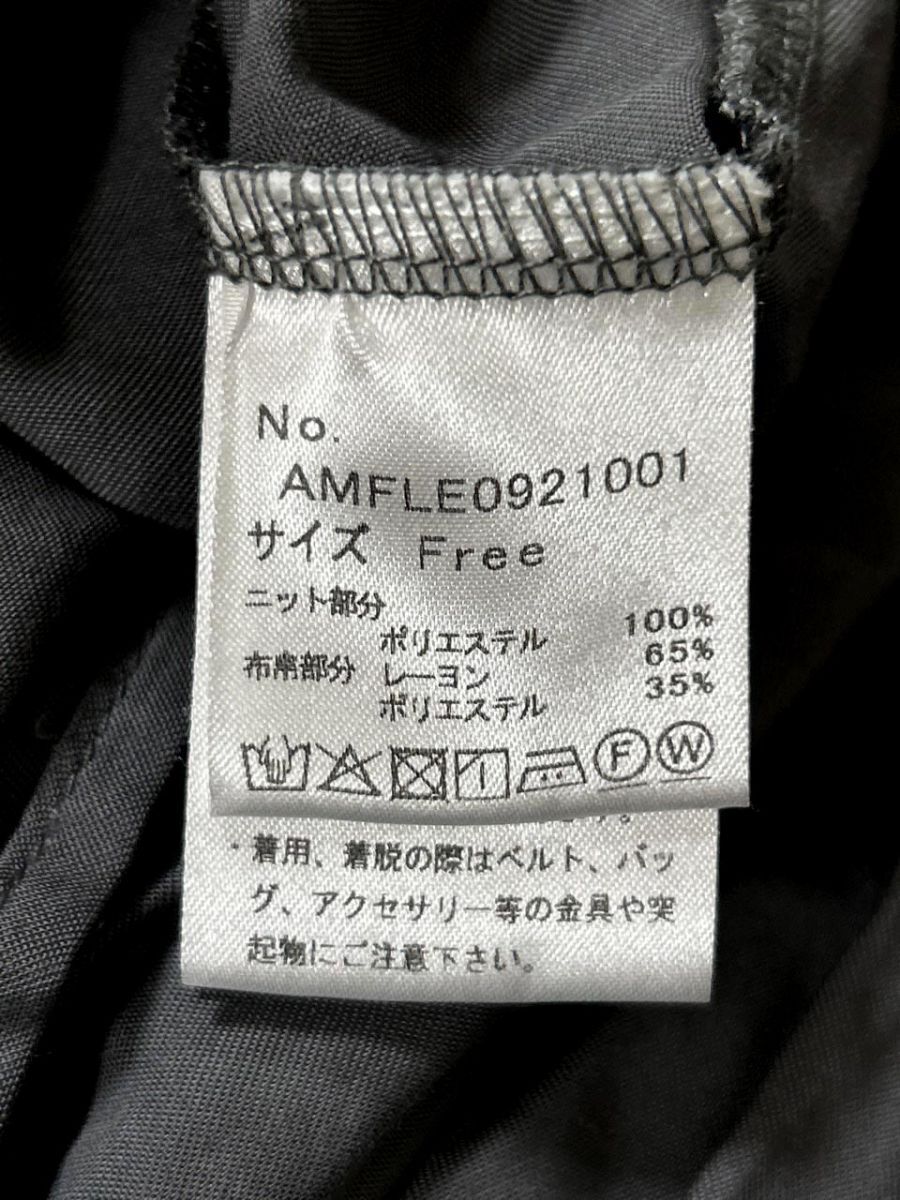 No.
AMFLE0921001
サイズ Free
ニット部分
ポリエステル 100%
布帛部分 レーヨン 65%
ポリエステル 35%
F W
・着用、着脱の際はベルト、バッ
グ、アクセサリー等の金具や突
起物にご注意下さい。